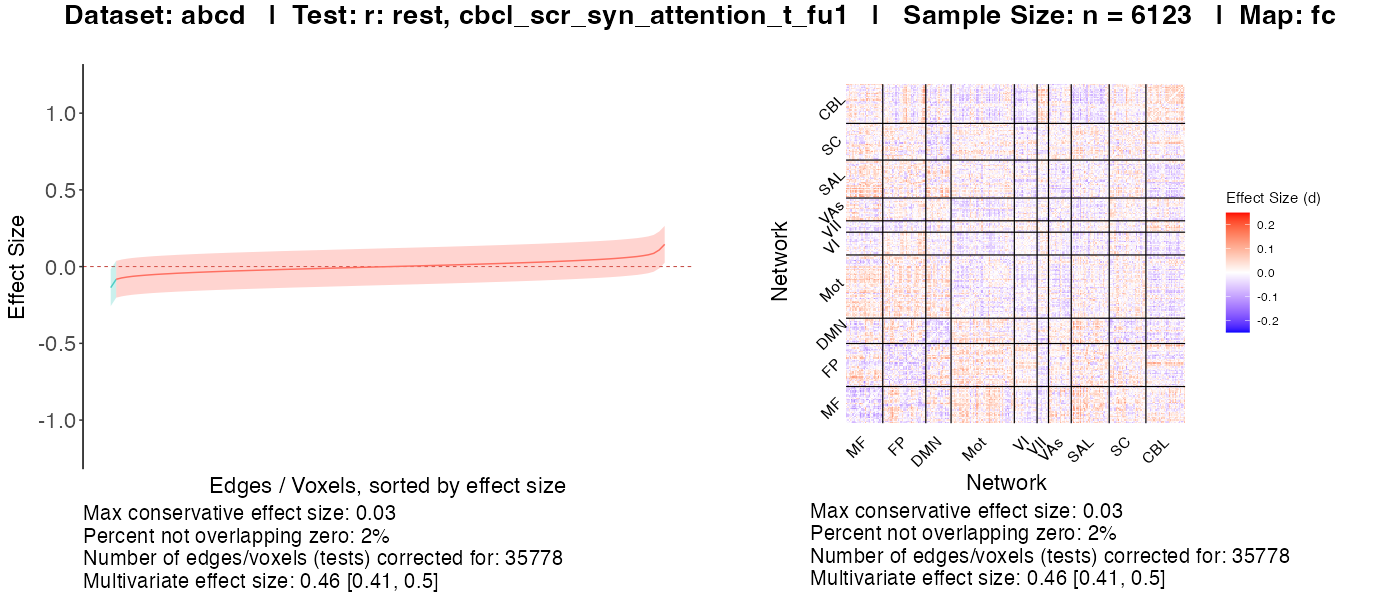 Dataset: abcd | Test: r: rest, cbcl_scr_syn_attention_t_fu1 | Sample Size: n = 6123 | Map: fc
Effect Size
1.0
0.5
0.0
-0.5
-1.0
Edges / Voxels, sorted by effect size
Max conservative effect size: 0.03
Percent not overlapping zero: 2%
Number of edges/voxels (tests) corrected for: 35778
Multivariate effect size: 0.46 [0.41, 0.5]
Network
CBL
SC
SAL
VAs
VII
VI
Mot
DMN
FP
MF
MF
FP
DMN
Mot
VI
VII
VAs
SAL
SC
CBL
Network
Effect Size (d)
0.2
0.1
0.0
-0.1
-0.2
Max conservative effect size: 0.03
Percent not overlapping zero: 2%
Number of edges/voxels (tests) corrected for: 35778
Multivariate effect size: 0.46 [0.41, 0.5]